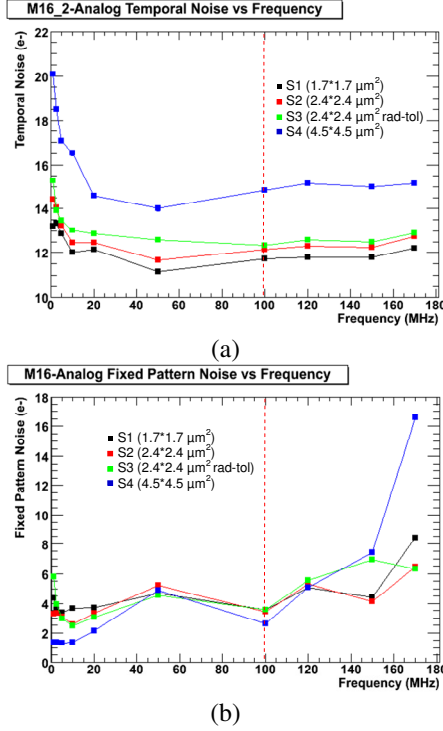 M16_2-Analog Temporal Noise vs Frequency
Temporal Noise (e-)
22
20
18
16
14
12
10
S1 (1.7*1.7 µm²)
S2 (2.4*2.4 µm²)
S3 (2.4*2.4 µm² rad-tol)
S4 (4.5*4.5 µm²)
0 20 40 60 80 100 120 140 160 180
Frequency (MHz)
(a)
M16-Analog Fixed Pattern Noise vs Frequency
Fixed Pattern Noise (e-)
18
16
14
12
10
8
6
4
2
0
S1 (1.7*1.7 µm²)
S2 (2.4*2.4 µm²)
S3 (2.4*2.4 µm² rad-tol)
S4 (4.5*4.5 µm²)
0 20 40 60 80 100 120 140 160 180
Frequency (MHz)
(b)